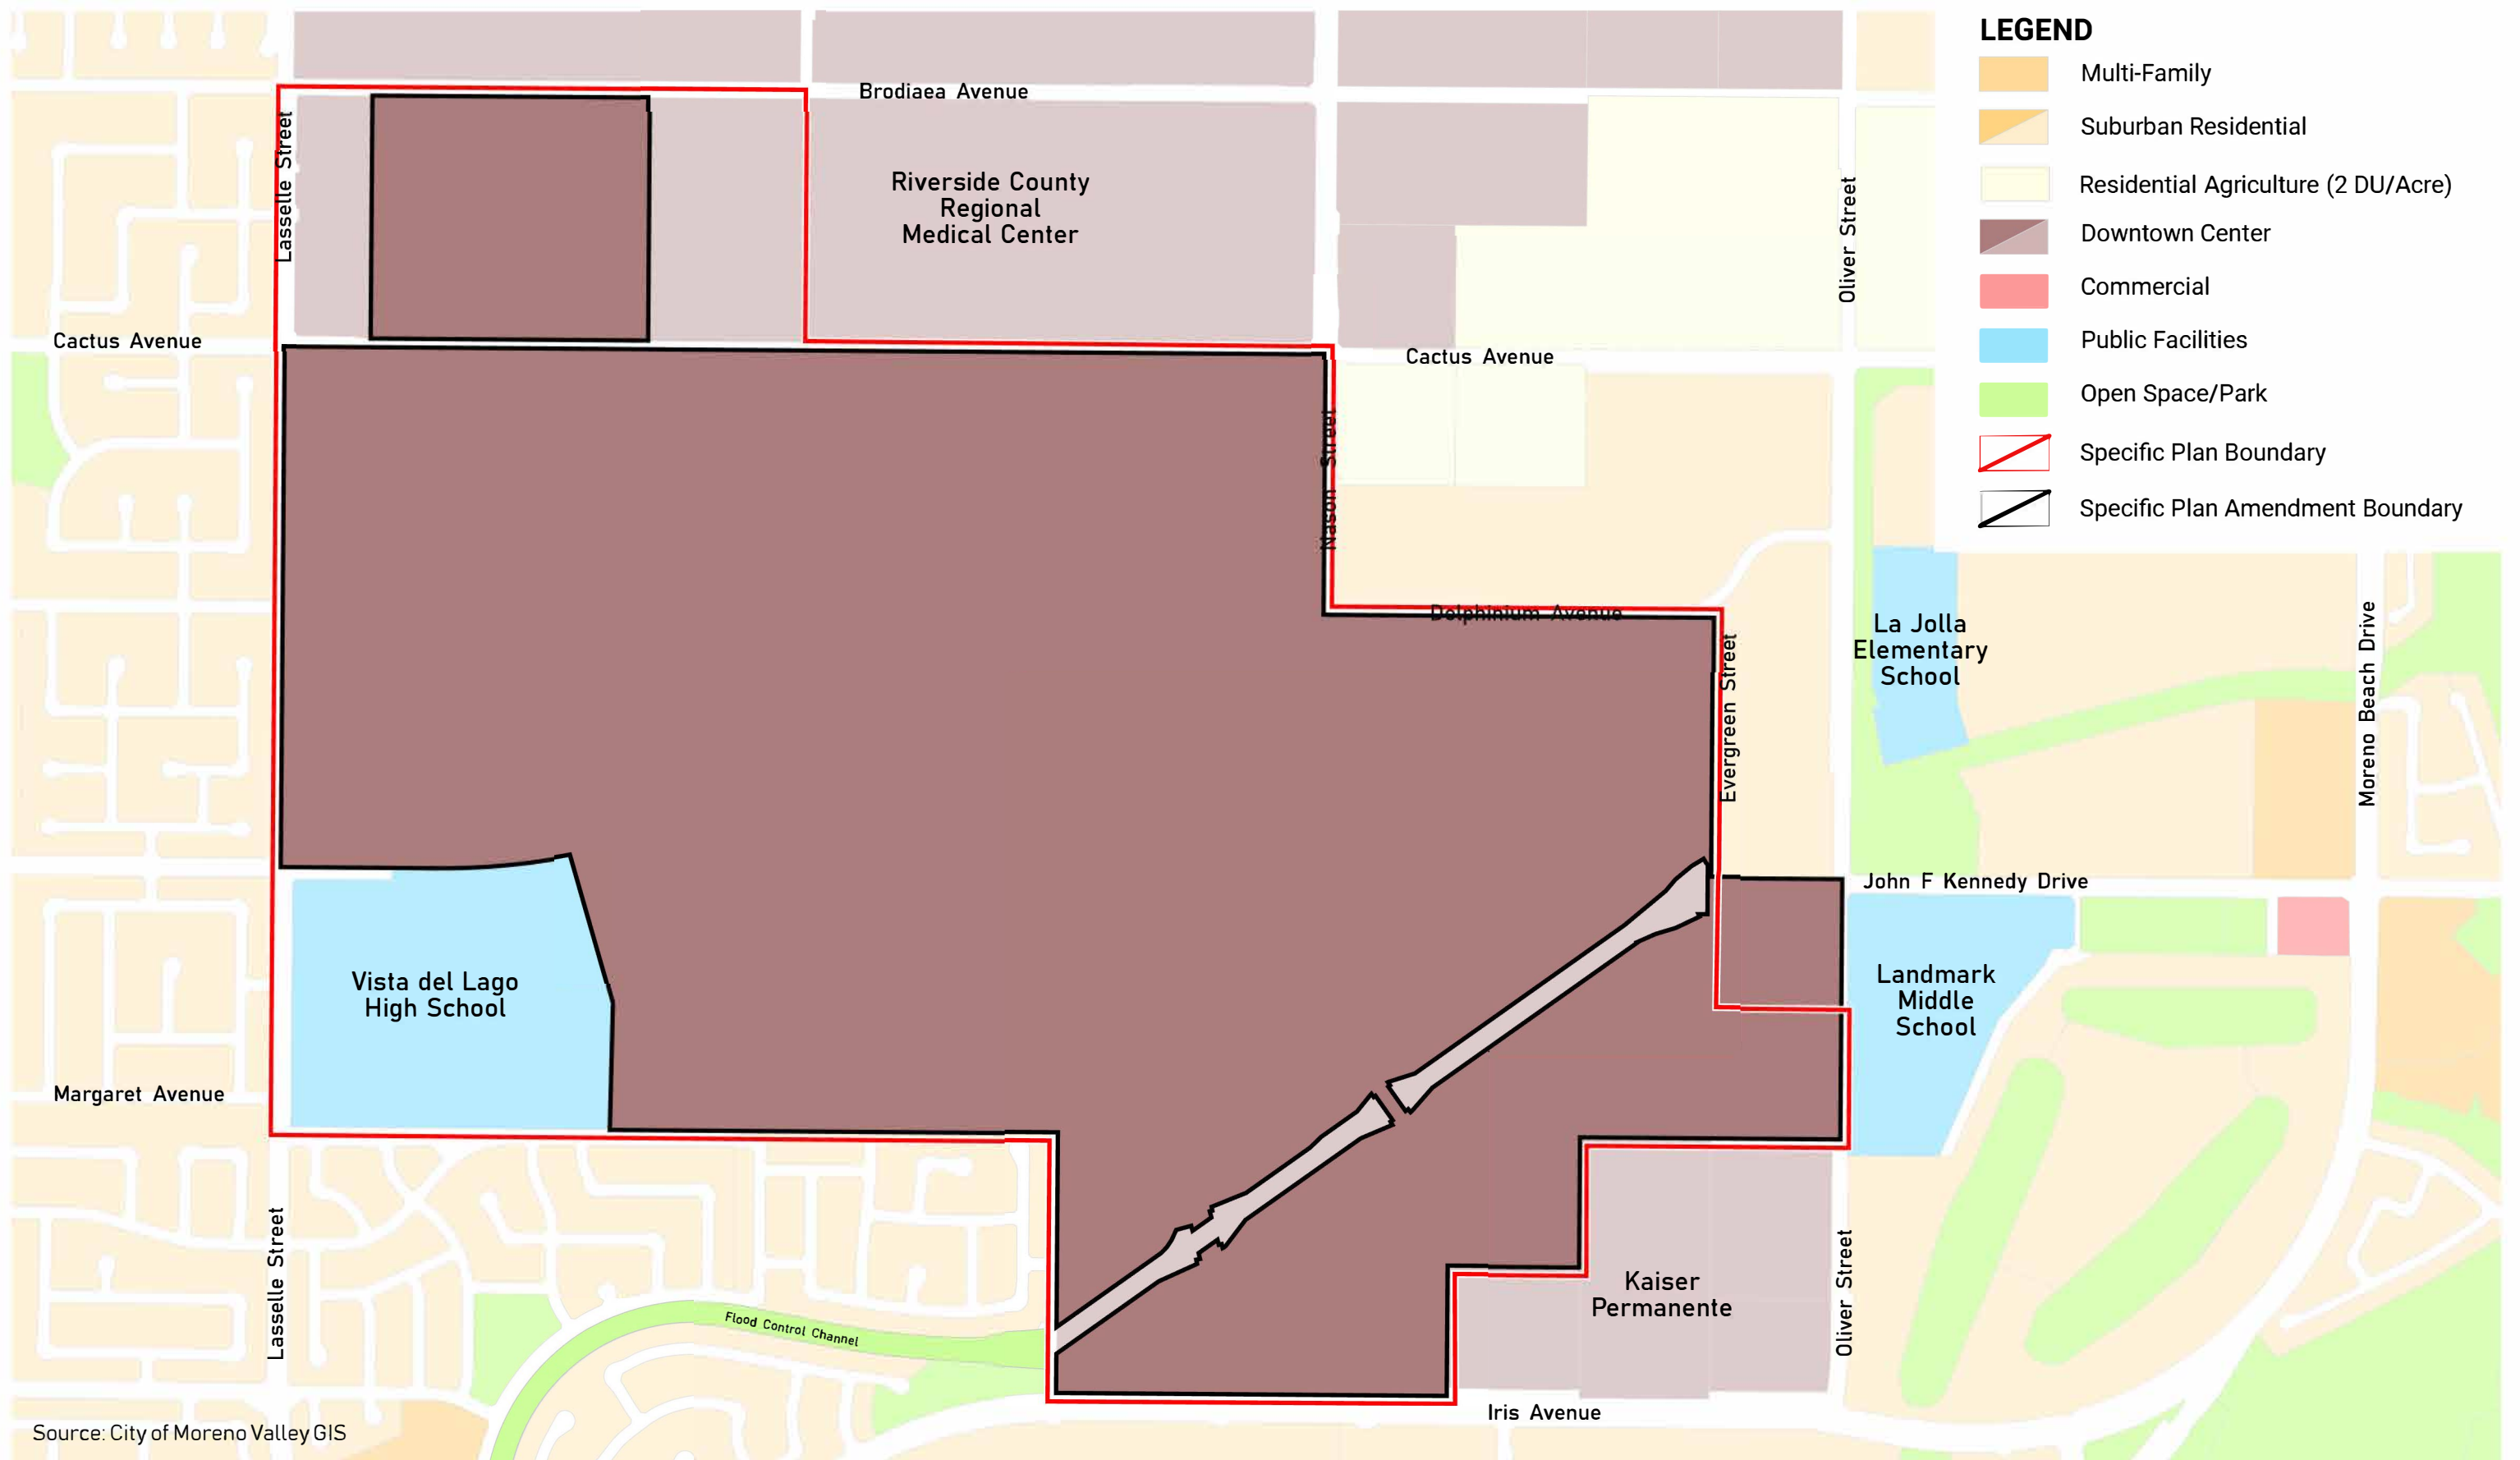 LEGEND
Multi-Family
Suburban Residential
Residential Agriculture (2 DU/Acre)
Downtown Center
Commercial
Public Facilities
Open Space/Park
Specific Plan Boundary
Specific Plan Amendment Boundary
Brodiaea Avenue
Lasselle Street
Riverside County
Regional
Medical Center
Oliver Street
Cactus Avenue
Cactus Avenue
Nason Street
Delphinium Avenue
Evergreen Street
La Jolla
Elementary
School
Moreno Beach Drive
John F Kennedy Drive
Vista del Lago
High School
Landmark
Middle
School
Margaret Avenue
Lasselle Street
Flood Control Channel
Kaiser
Permanente
Oliver Street
Iris Avenue
Source: City of Moreno Valley GIS